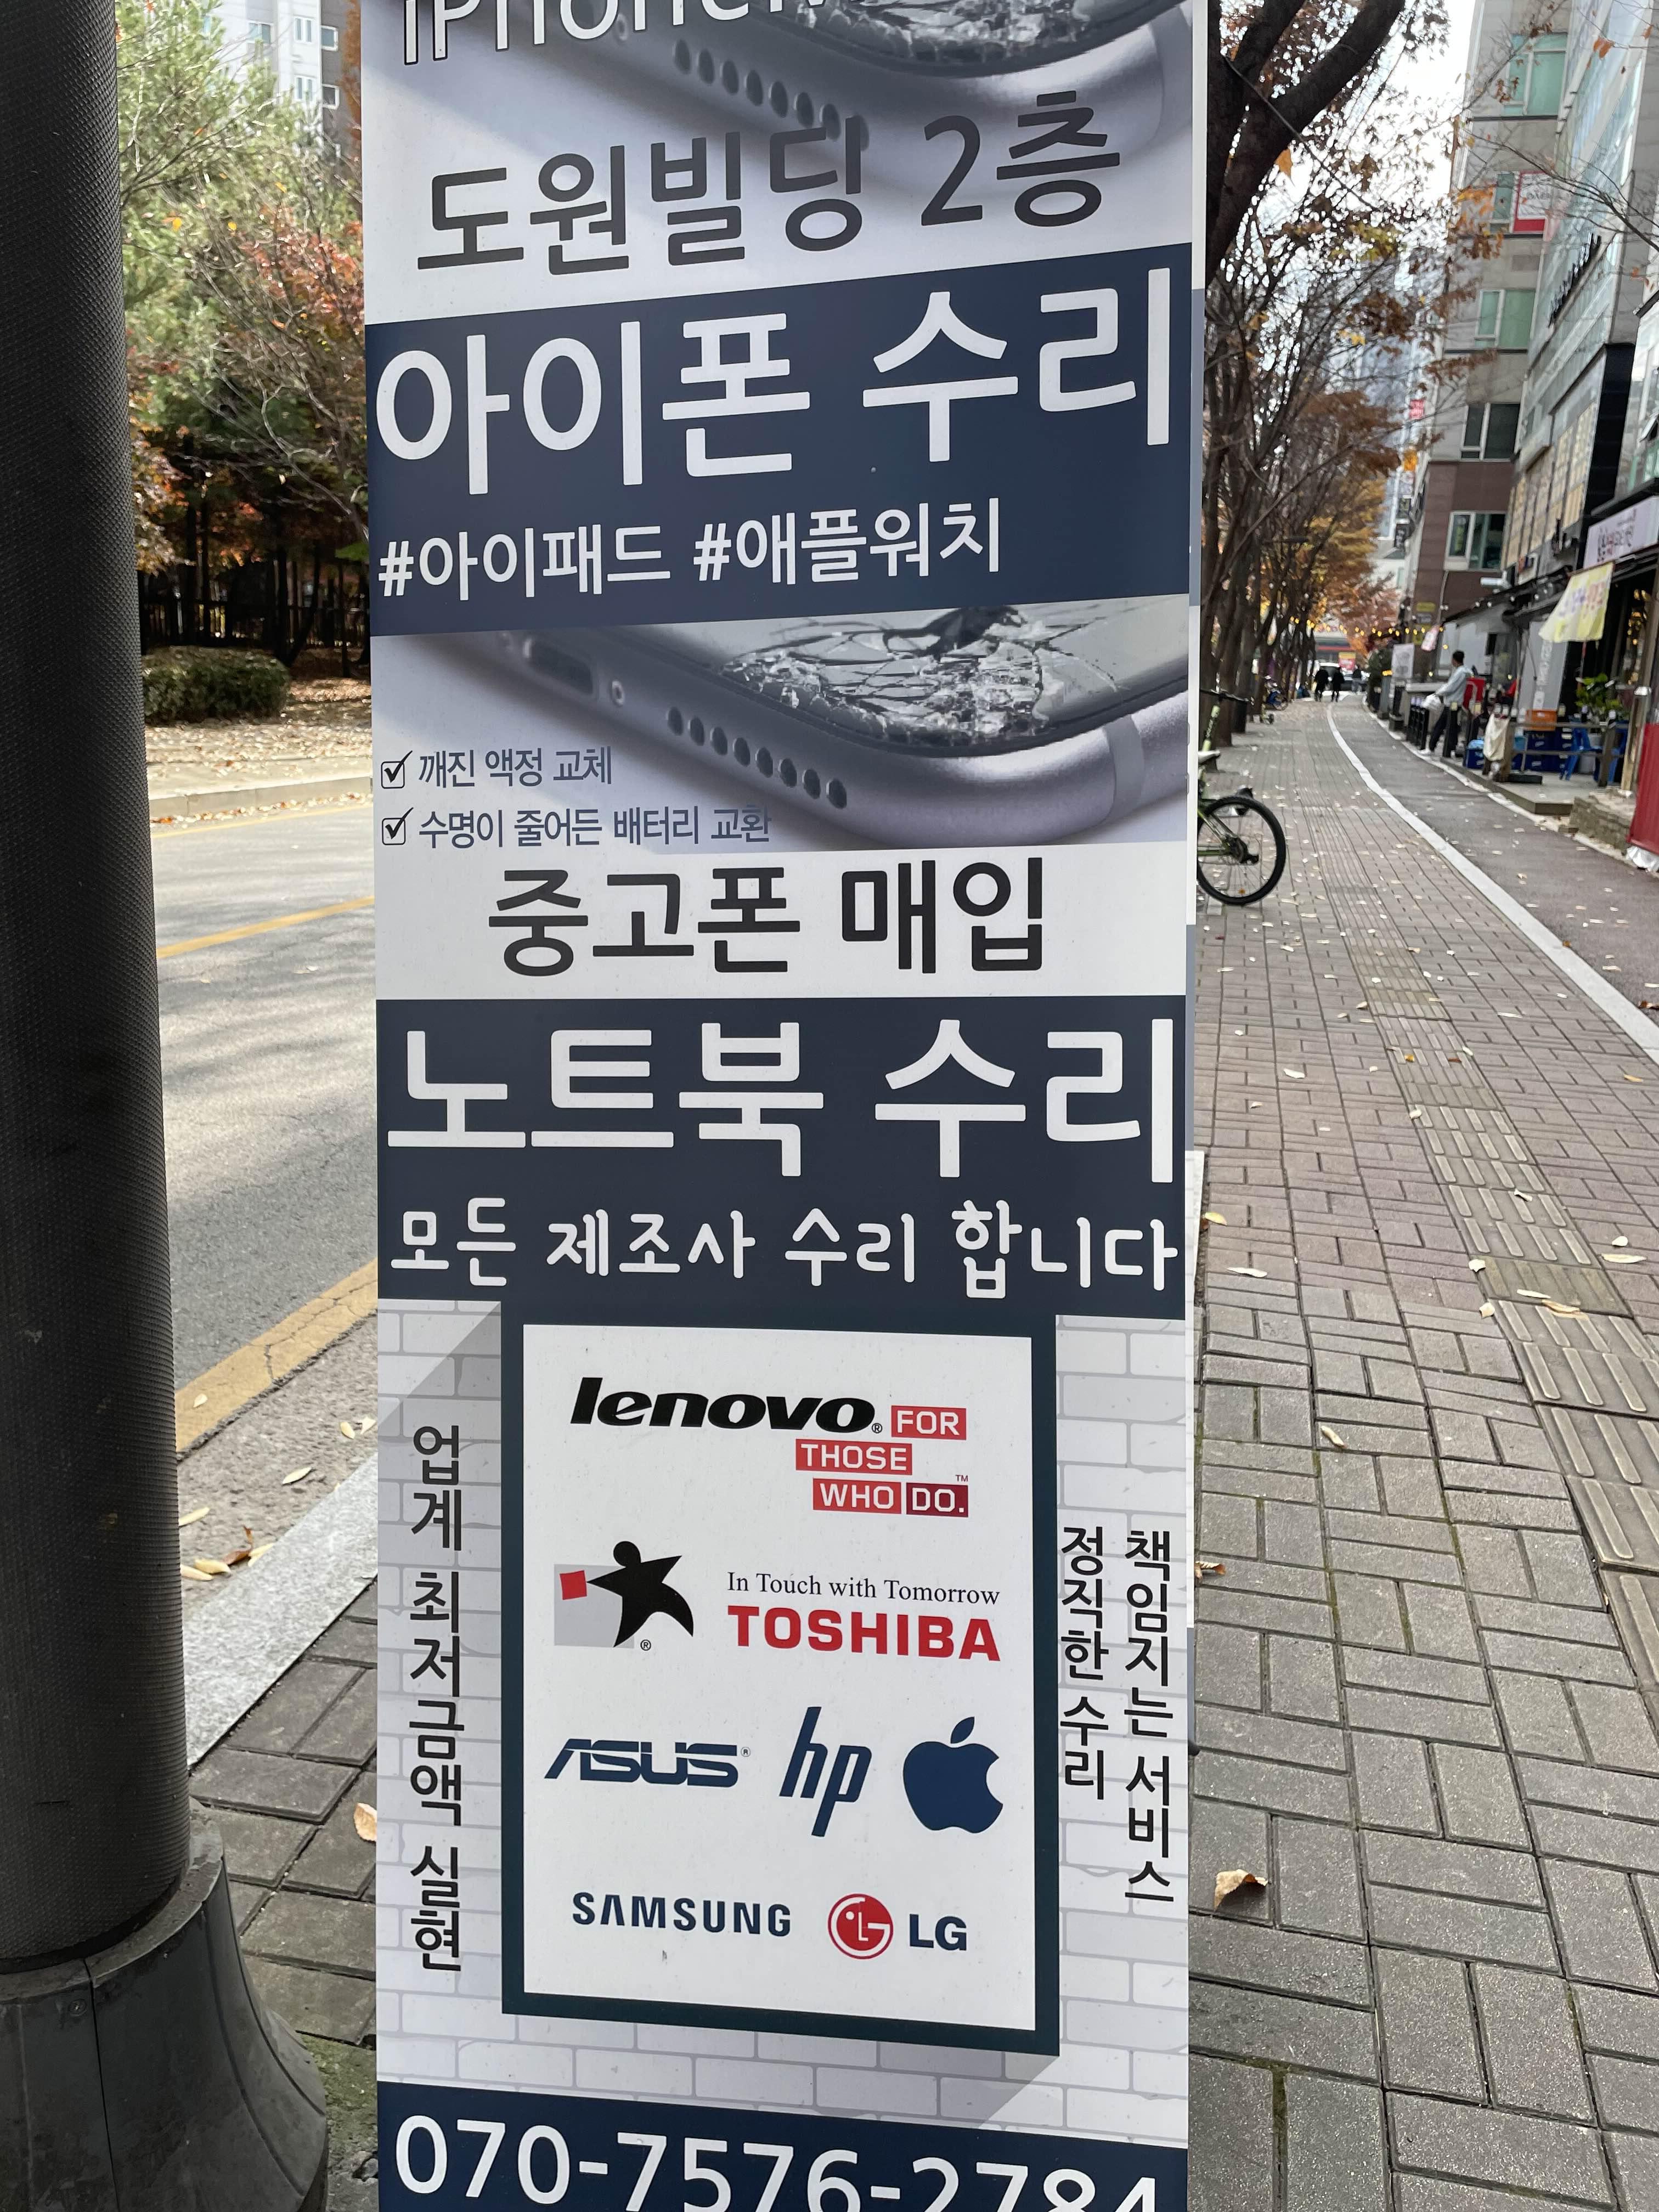 도원빌딩 2층
아이폰 수리
#아이패드 #애플워치
깨진 액정 교체
수명이 줄어든 배터리 교환
중고폰 매입
노트북 수리
모든 제조사 수리 합니다
업계 최저금액 실현
lenovo® FOR
THOSE
WHO DO.™
In Touch with Tomorrow
TOSHIBA
ASUS® hp
SAMSUNG LG
책임지는 서비스
정직한 수리
070-7576-2784